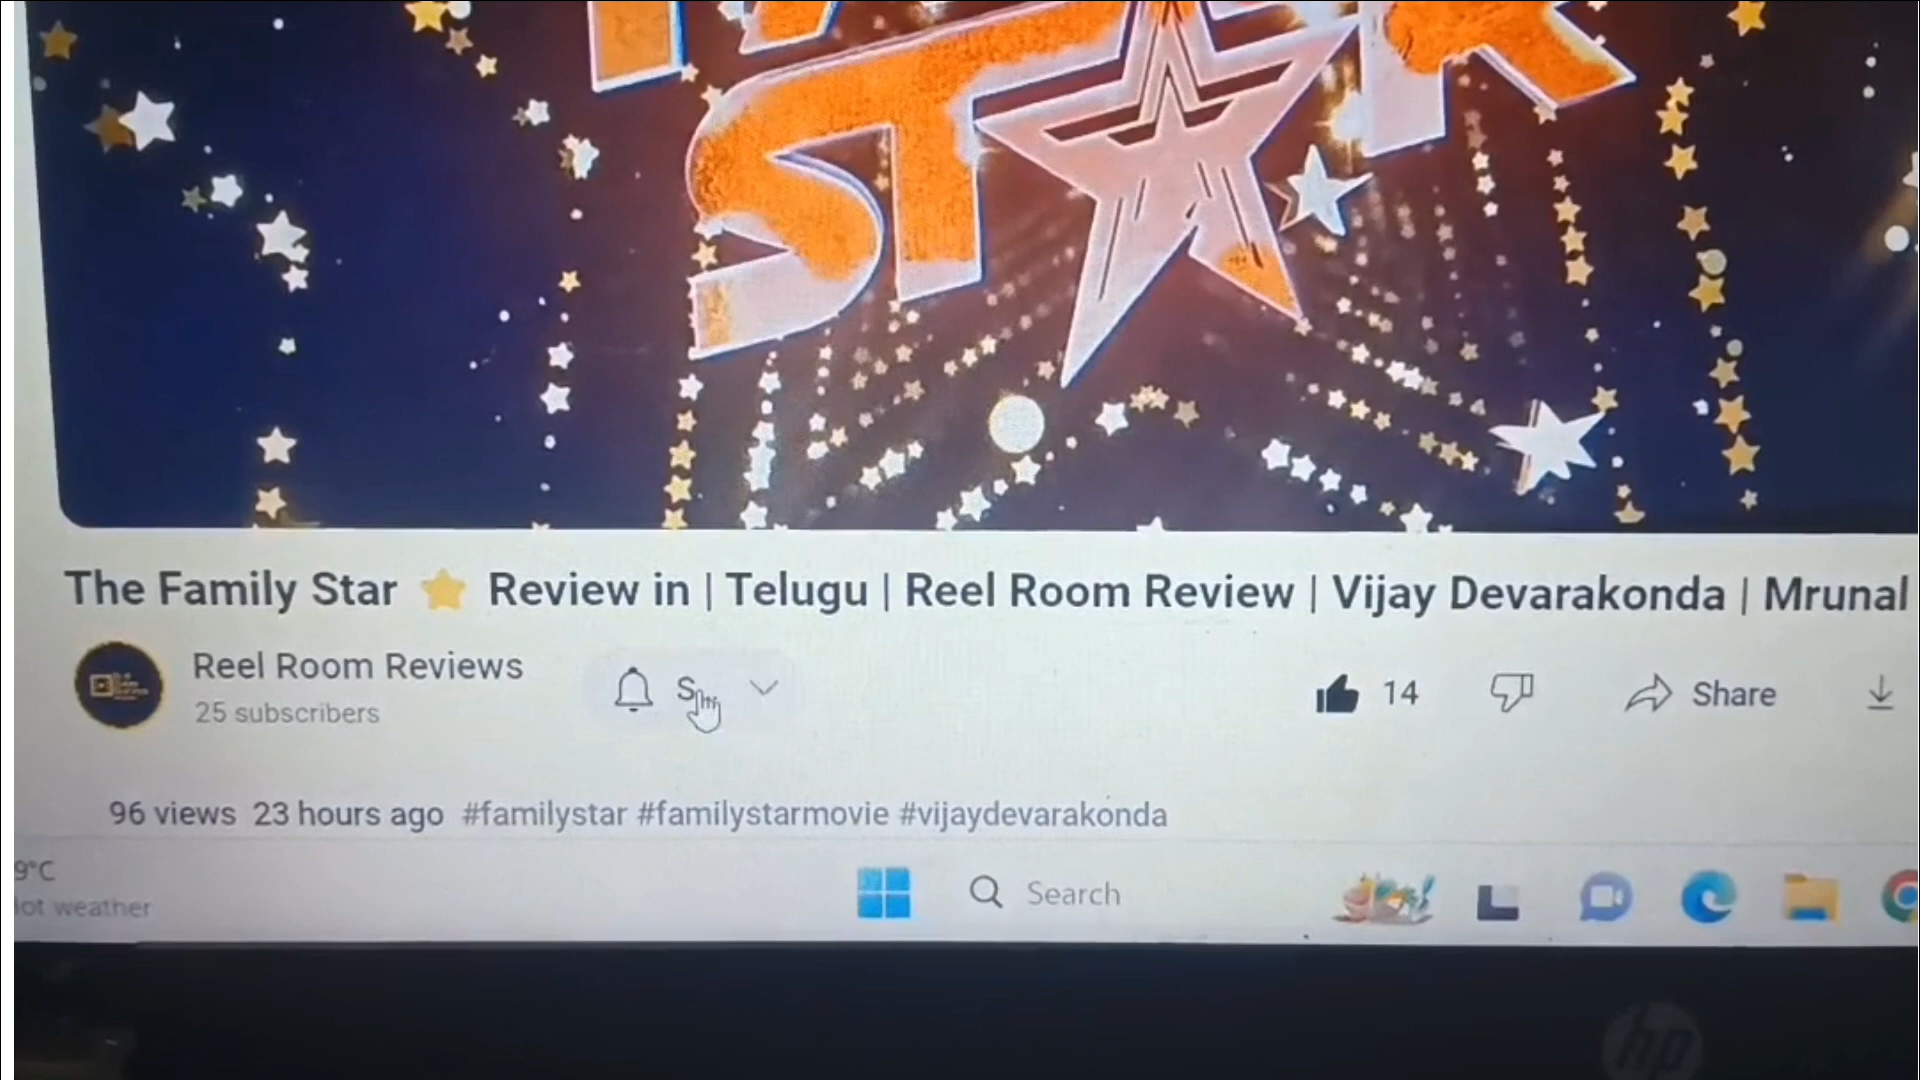 STAR
The Family Star ⭐ Review in | Telugu | Reel Room Review | Vijay Devarakonda | Mrunal
Reel Room Reviews
25 subscribers
14
Share
96 views 23 hours ago #familystar #familystarmovie #vijaydevarakonda
9°C
ot weather
Search
hp